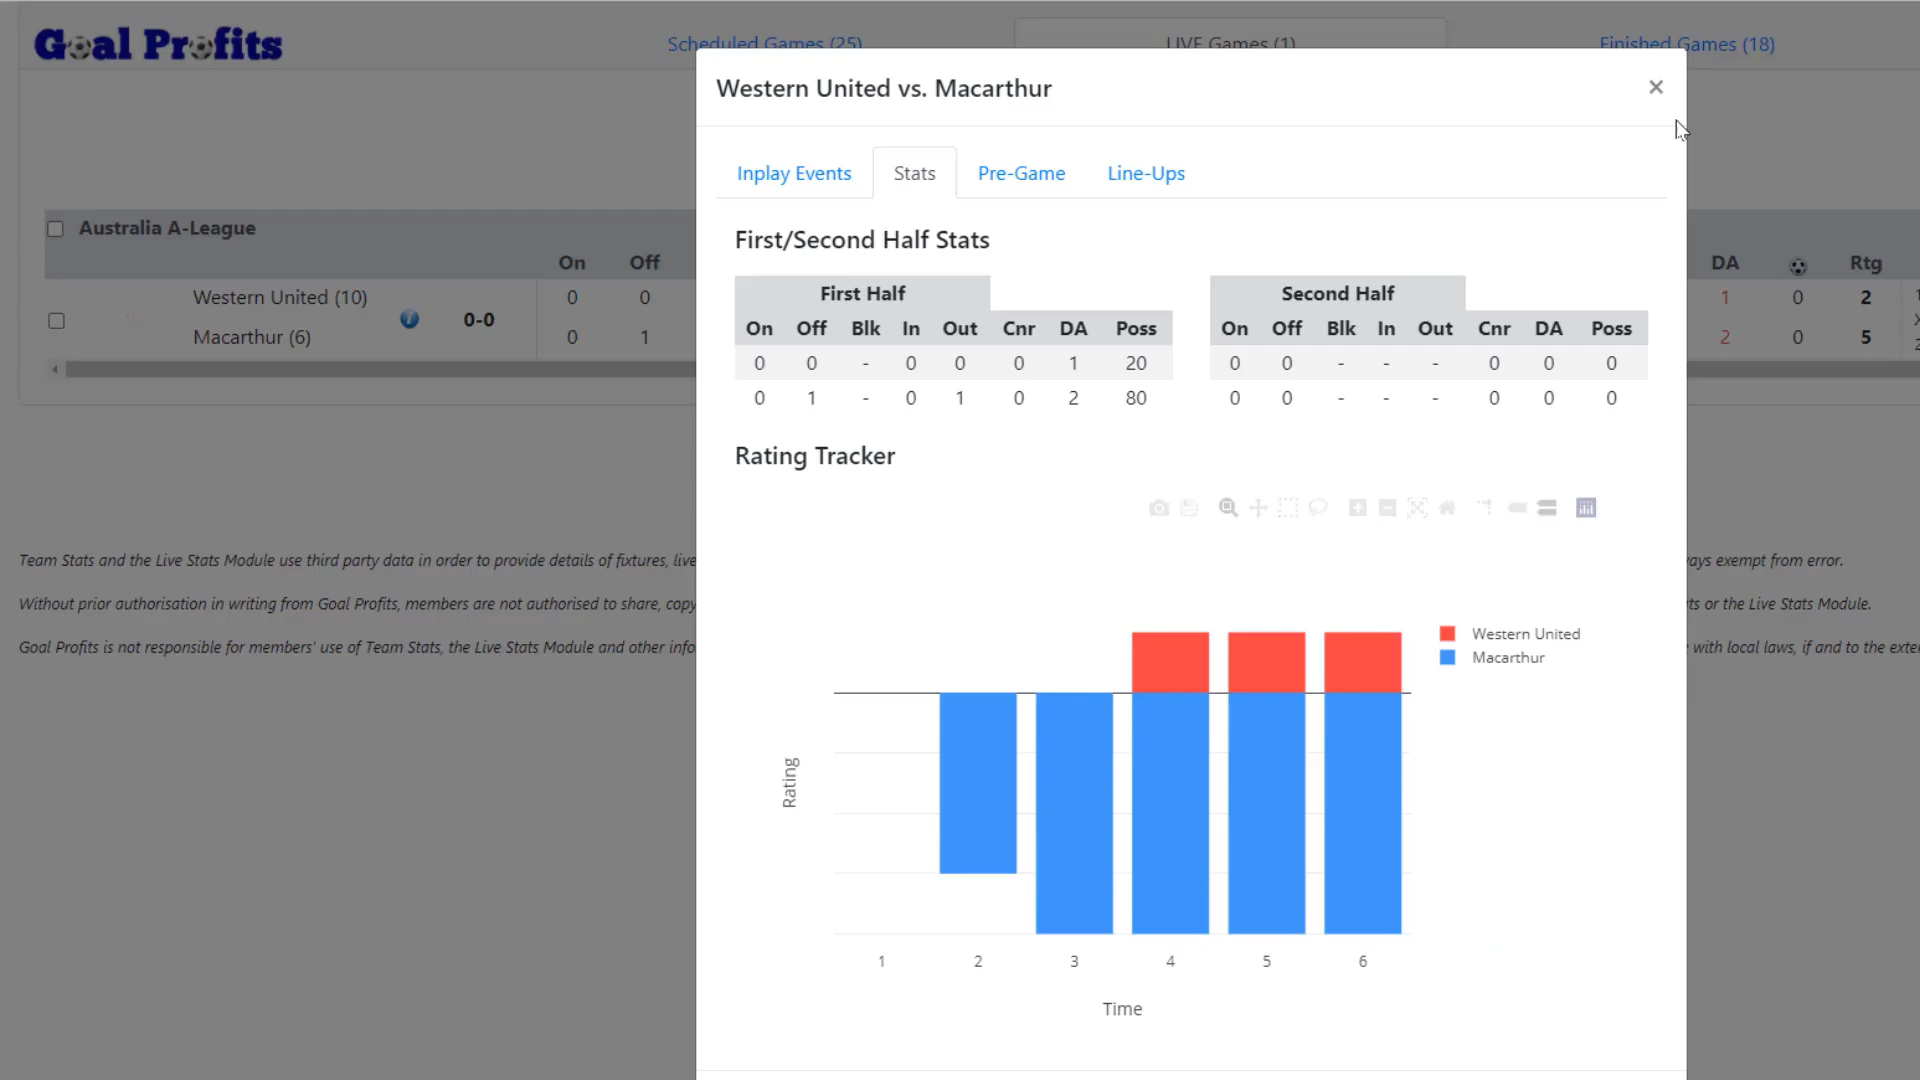 Goal Profits
Scheduled Games (25)
LIVE Games (1)
Finished Games (18)
Western United vs. Macarthur
×
Inplay Events
Stats
Pre-Game
Line-Ups
Australia A-League
On Off
DA Rtg
Western United (10) 0 0
1 0 2
0-0
Macarthur (6) 0 1
2 0 5
First/Second Half Stats
First Half
On Off Blk In Out Cnr DA Poss
0 0 - 0 0 0 1 20
0 1 - 0 1 0 2 80
Second Half
On Off Blk In Out Cnr DA Poss
0 0 - - - 0 0 0
0 0 - - - 0 0 0
Rating Tracker
Team Stats and the Live Stats Module use third party data in order to provide details of fixtures, live
exempt from error.
Without prior authorisation in writing from Goal Profits, members are not authorised to share, copy
or the Live Stats Module.
Goal Profits is not responsible for members' use of Team Stats, the Live Stats Module and other
with local laws, if and to the
Western United
Macarthur
Rating
1 2 3 4 5 6
Time